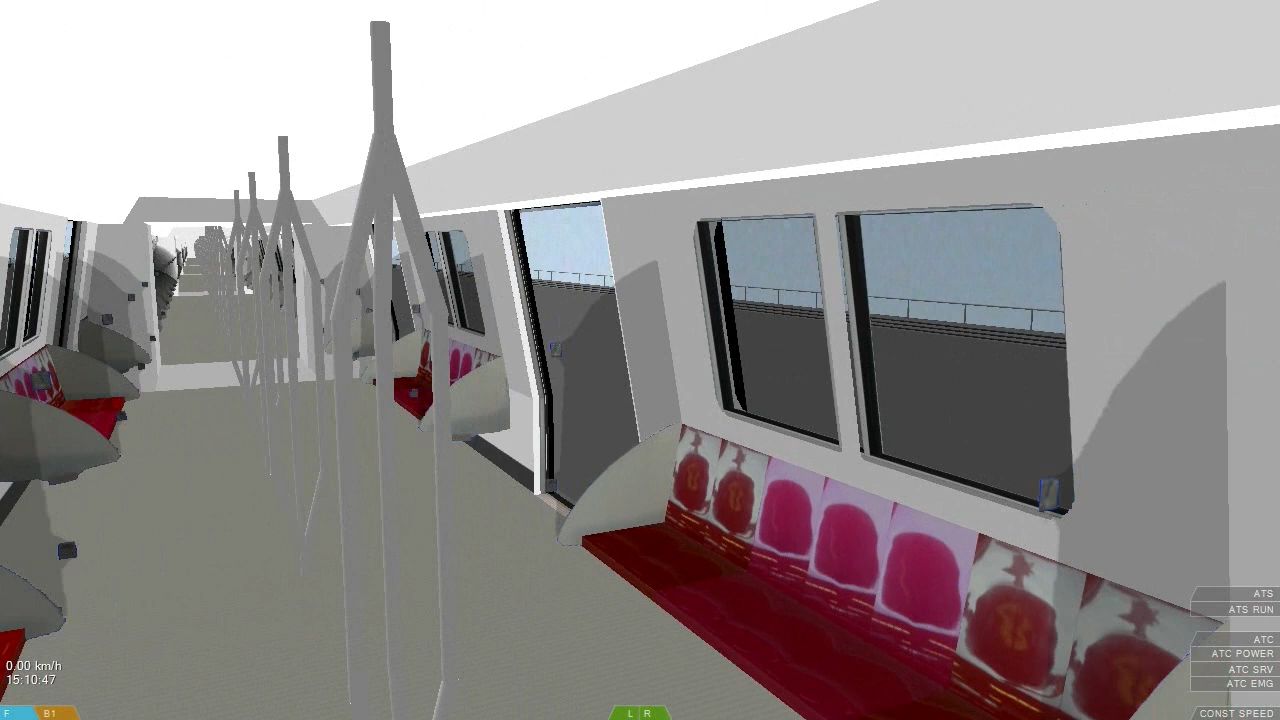 ATS
ATS RUN
ATC
ATC POWER
ATC SRV
ATC EMG
0.00 km/h
15:10:47
F B1
L R
CONST SPEED